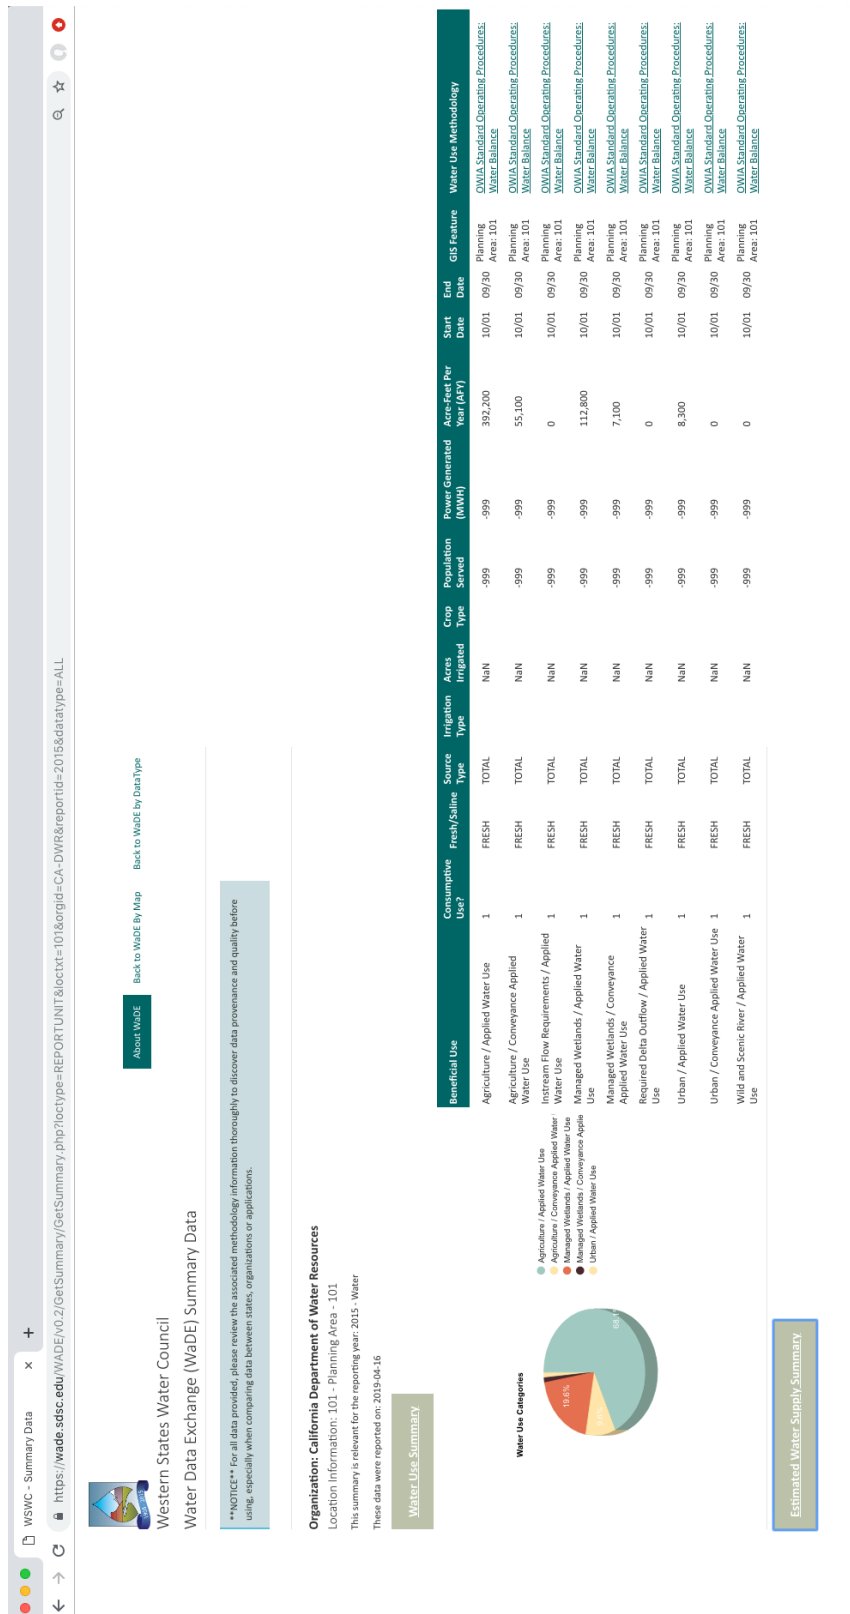 WSWC - Summary Data × +
https://wade.sdsc.edu/WADE/v0.2/GetSummary/GetSummary.php?loctype=REPORTUNIT&loctxt=101&orgid=CA-DWR&reportid=2015&datatype=ALL
Western States Water Council
Water Data Exchange (WaDE) Summary Data
About WaDE Back to WaDE By Map Back to WaDE by DataType
**NOTICE** For all data provided, please review the associated methodology information thoroughly to discover data provenance and quality before
using, especially when comparing data between states, organizations or applications.
Organization: California Department of Water Resources
Location Information: 101 - Planning Area - 101
This summary is relevant for the reporting year: 2015 - Water
These data were reported on: 2019-04-16
Water Use Summary
Water Use Categories
19.6%
Agriculture / Applied Water Use
Agriculture / Conveyance Applied Water
Managed Wetlands / Applied Water Use
Managed Wetlands / Conveyance Applie
Urban / Applied Water Use
Beneficial Use Consumptive Use? Fresh/Saline Source Type Irrigation Type Acres Irrigated Crop Type Population Served Power Generated (MWH) Acre-Feet Per Year (AFY) Start Date End Date GIS Feature Water Use Methodology
Agriculture / Applied Water Use 1 FRESH TOTAL NaN -999 -999 392,200 10/01 09/30 Planning Area: 101 OWIA Standard Operating Procedures: Water Balance
Agriculture / Conveyance Applied Water Use 1 FRESH TOTAL NaN -999 -999 55,100 10/01 09/30 Planning Area: 101 OWIA Standard Operating Procedures: Water Balance
Instream Flow Requirements / Applied Water Use 1 FRESH TOTAL NaN -999 -999 0 10/01 09/30 Planning Area: 101 OWIA Standard Operating Procedures: Water Balance
Managed Wetlands / Applied Water Use 1 FRESH TOTAL NaN -999 -999 112,800 10/01 09/30 Planning Area: 101 OWIA Standard Operating Procedures: Water Balance
Managed Wetlands / Conveyance Applied Water Use 1 FRESH TOTAL NaN -999 -999 7,100 10/01 09/30 Planning Area: 101 OWIA Standard Operating Procedures: Water Balance
Required Delta Outflow / Applied Water Use 1 FRESH TOTAL NaN -999 -999 0 10/01 09/30 Planning Area: 101 OWIA Standard Operating Procedures: Water Balance
Urban / Applied Water Use 1 FRESH TOTAL NaN -999 -999 8,300 10/01 09/30 Planning Area: 101 OWIA Standard Operating Procedures: Water Balance
Urban / Conveyance Applied Water Use 1 FRESH TOTAL NaN -999 -999 0 10/01 09/30 Planning Area: 101 OWIA Standard Operating Procedures: Water Balance
Wild and Scenic River / Applied Water Use 1 FRESH TOTAL NaN -999 -999 0 10/01 09/30 Planning Area: 101 OWIA Standard Operating Procedures: Water Balance
Estimated Water Supply Summary